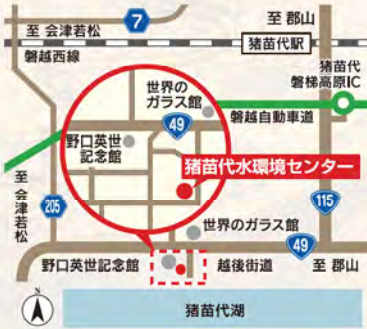 至 会津若松
7
至 郡山
磐越西線
猪苗代駅
世界の
ガラス館
猪苗代
磐梯高原IC
49
磐越自動車道
野口英世
記念館
猪苗代水環境センター
至 会津若松
205
115
世界のガラス館
49
野口英世記念館
越後街道
至 郡山
N
猪苗代湖